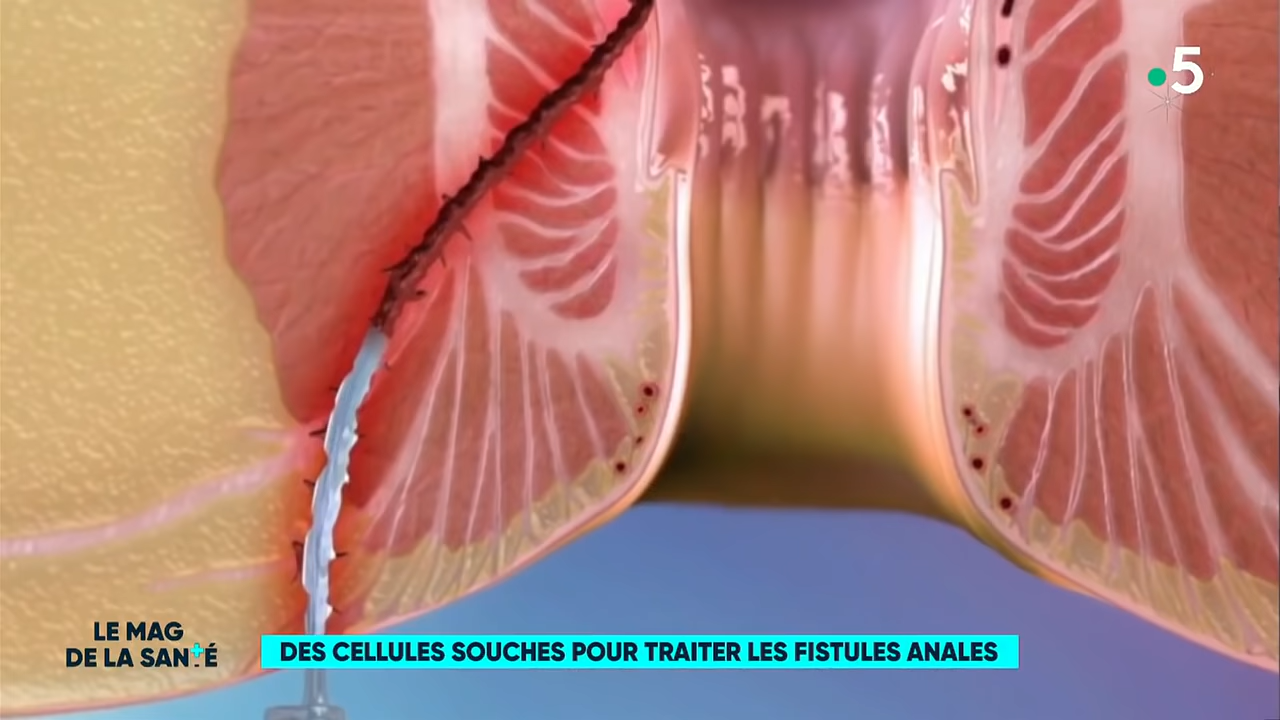 5
LE MAG
DE LA SANTÉ
DES CELLULES SOUCHES POUR TRAITER LES FISTULES ANALES